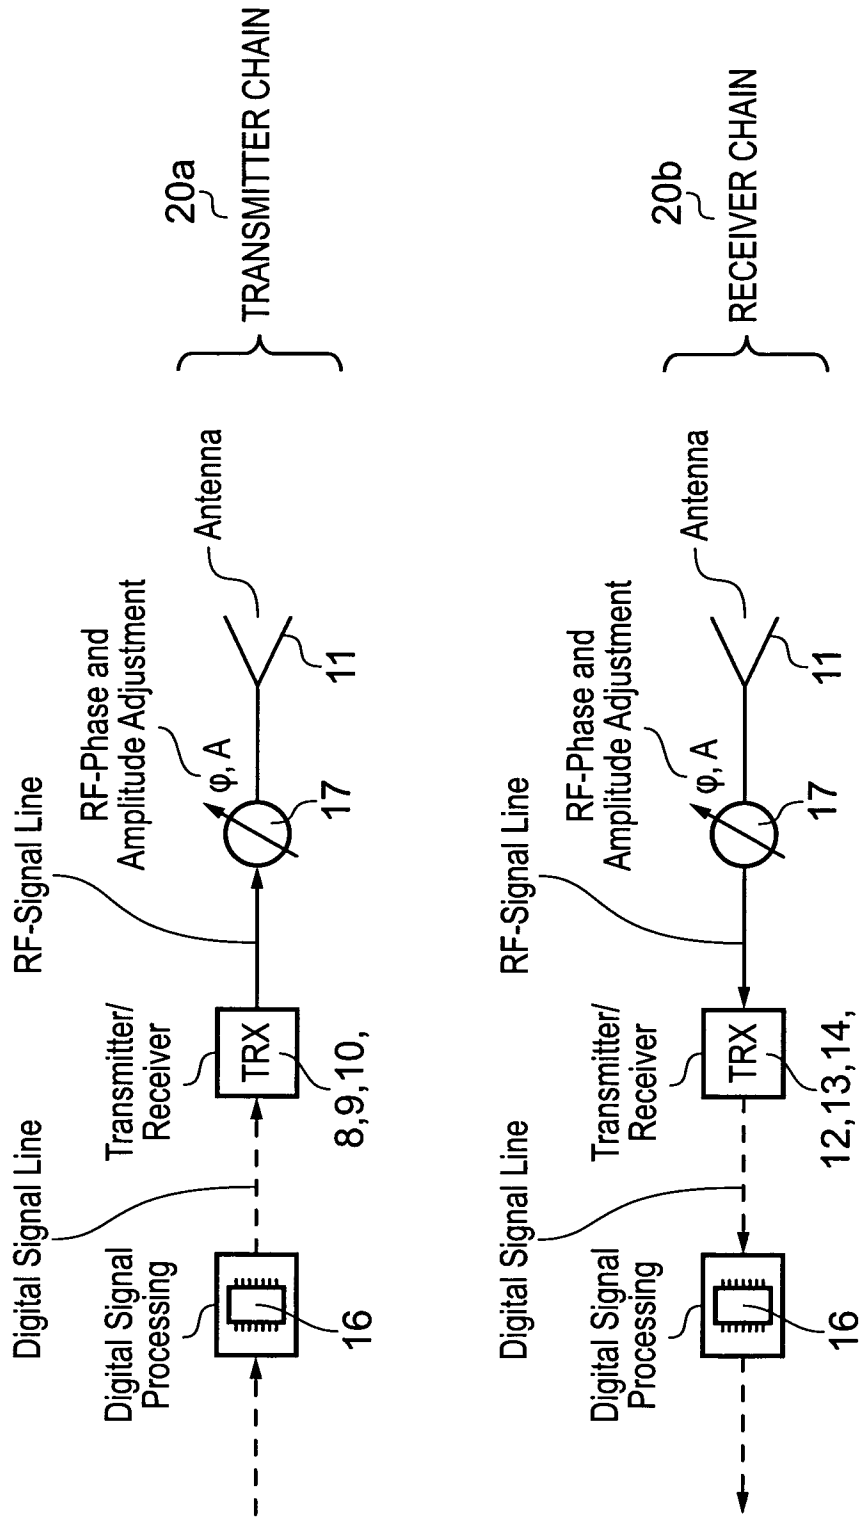 Digital Signal Line
RF-Signal Line
Digital Signal
Processing
Transmitter/
Receiver
RF-Phase and
Amplitude Adjustment
Antenna
20a
TRANSMITTER CHAIN
φ, A
TRX
16
8,9,10,
17
11
Digital Signal Line
RF-Signal Line
Digital Signal
Processing
Transmitter/
Receiver
RF-Phase and
Amplitude Adjustment
Antenna
20b
RECEIVER CHAIN
φ, A
TRX
16
12,13,14,
17
11